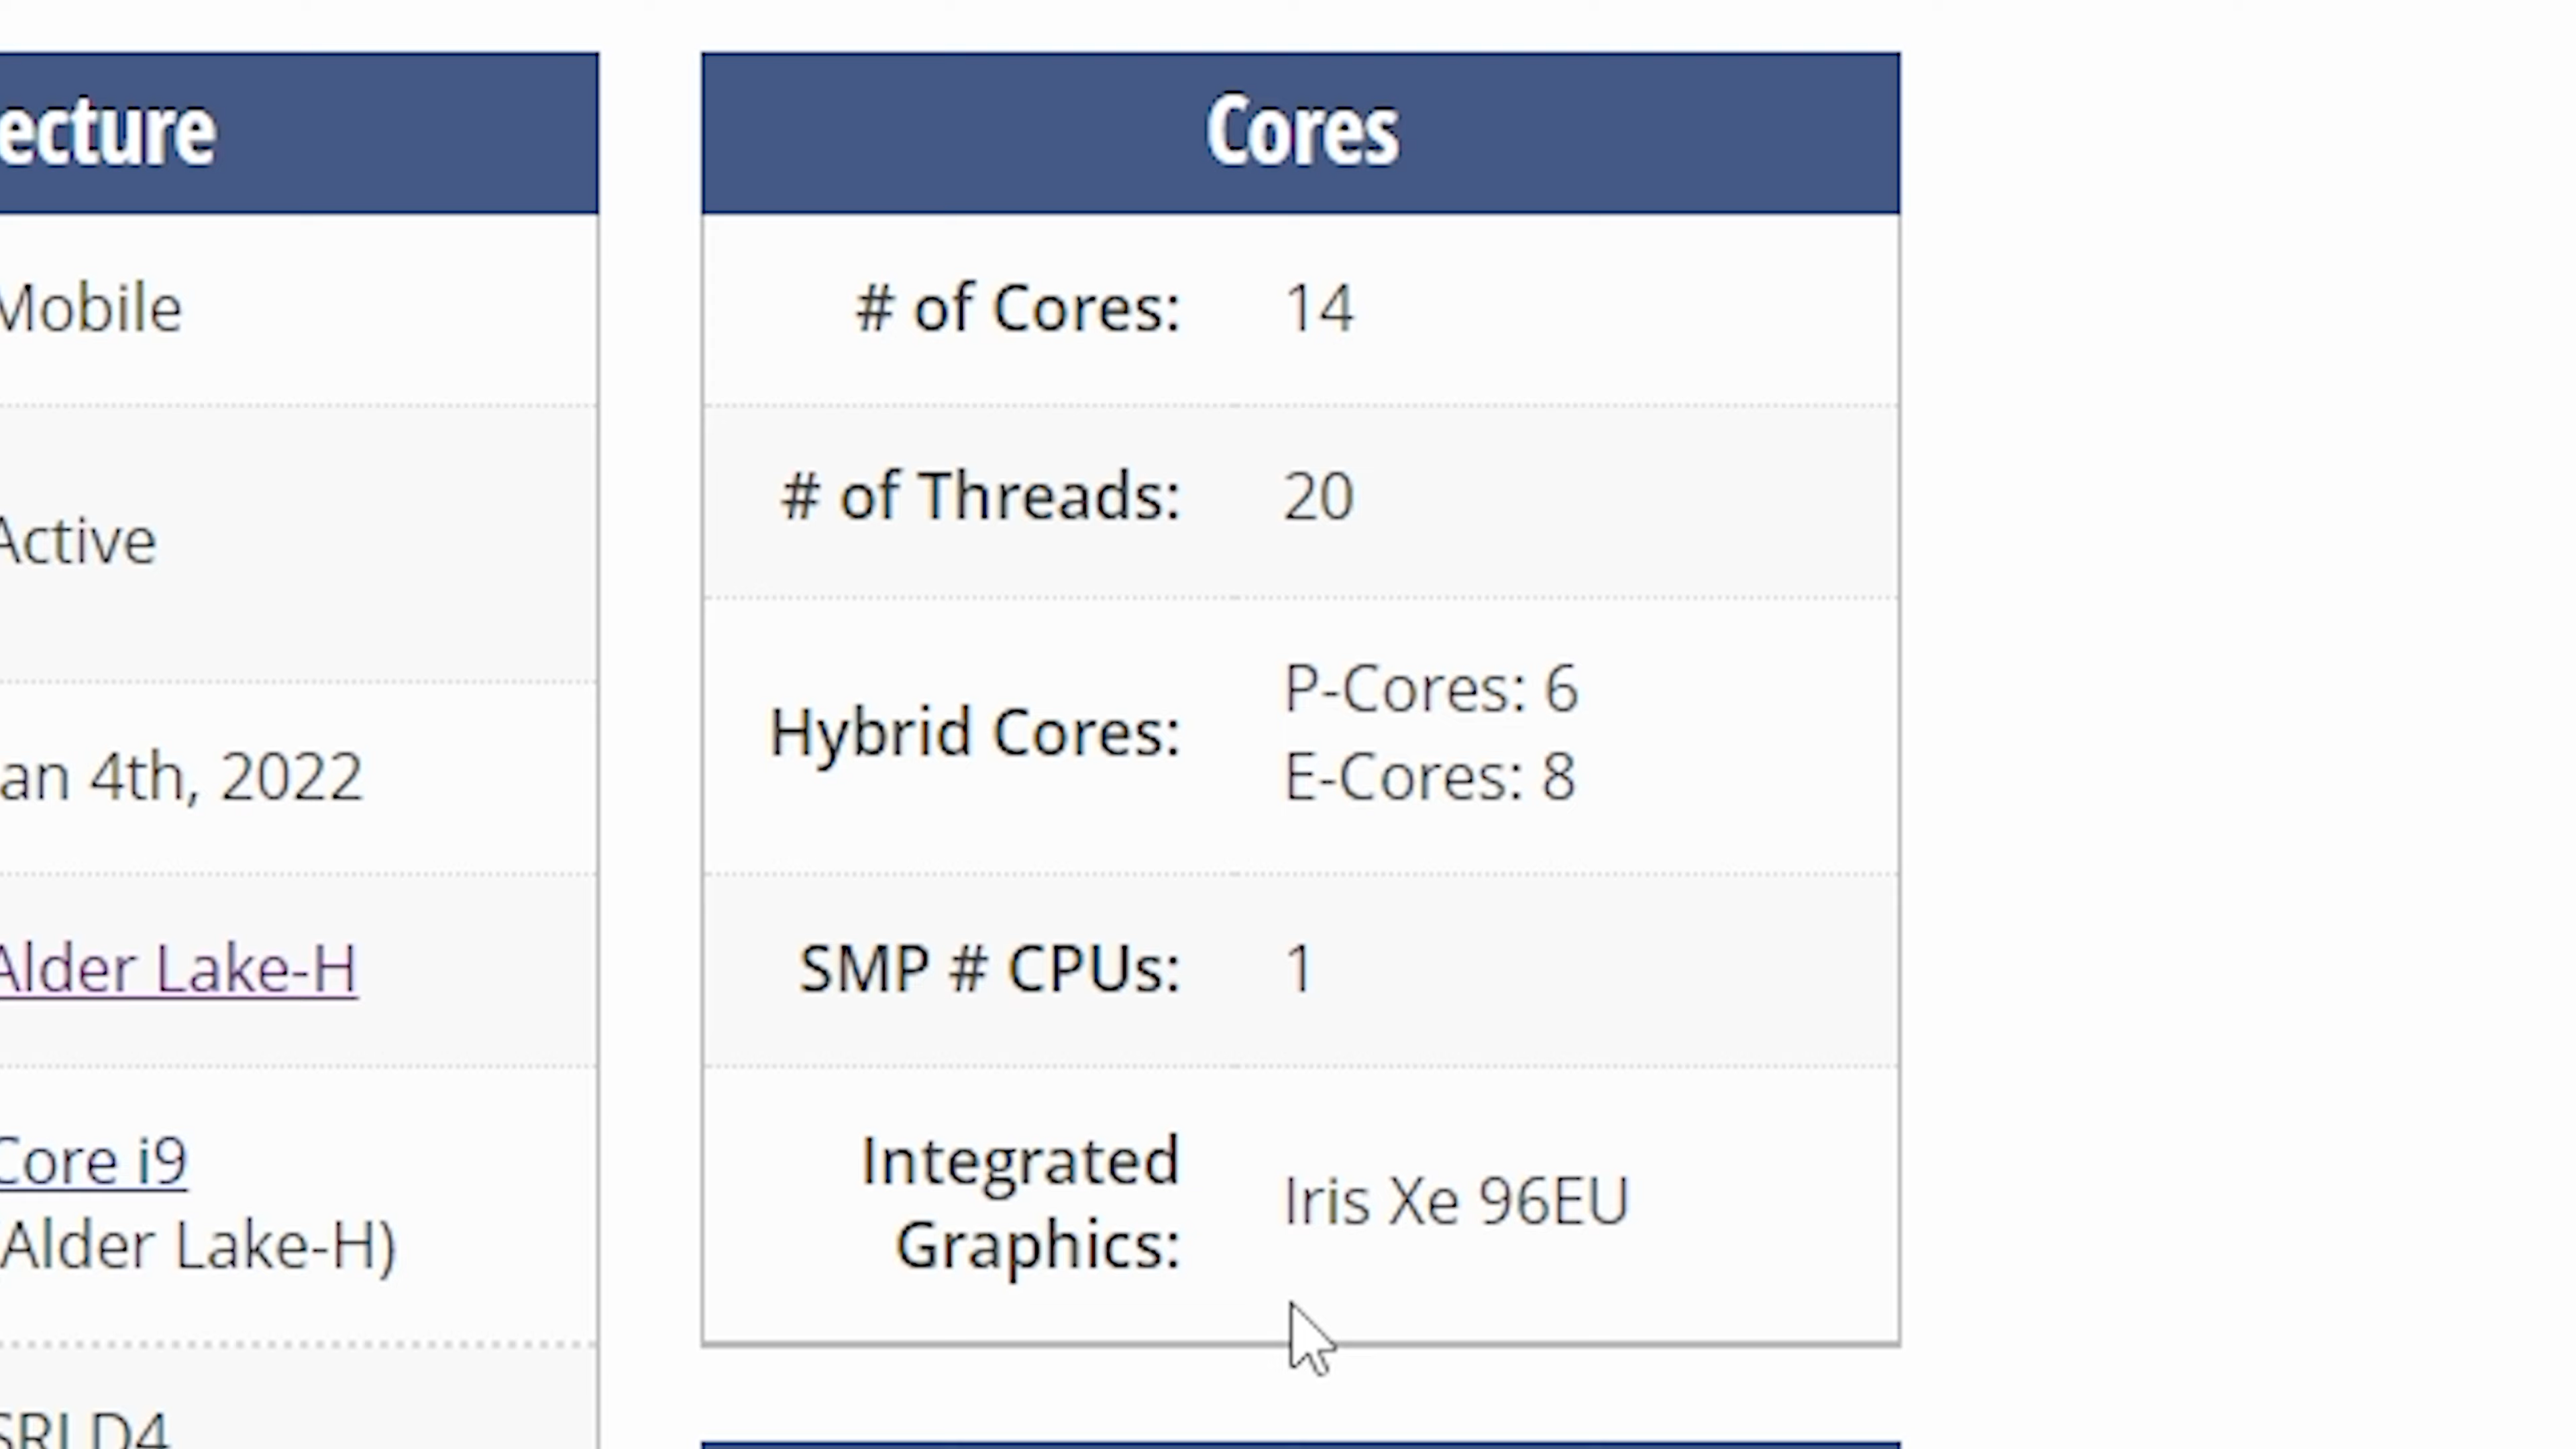 ecture
Mobile
Active
an 4th, 2022
Alder Lake-H
Core i9
(Alder Lake-H)
SRLD4
Cores
# of Cores: 14
# of Threads: 20
Hybrid Cores: P-Cores: 6
E-Cores: 8
SMP # CPUs: 1
Integrated
Graphics: Iris Xe 96EU